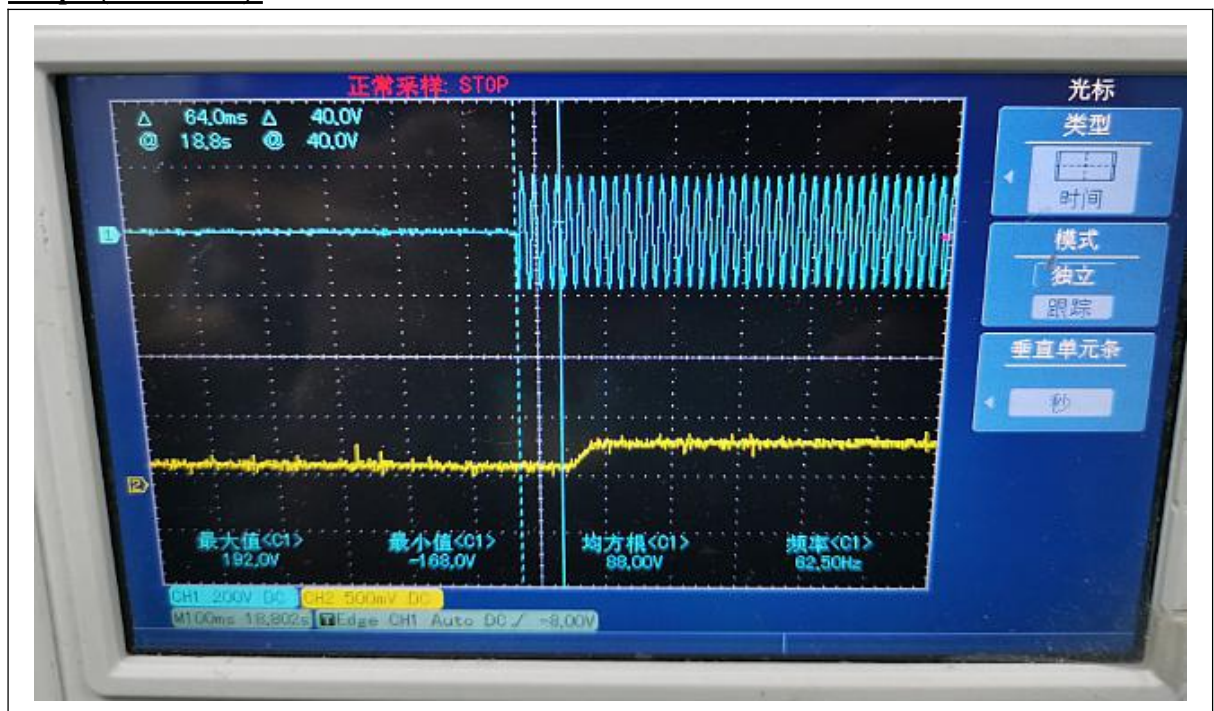 正常采样: STOP
△ 64.0ms △ 40.0V
@ 18.8s @ 40.0V
光标
类型
时间
模式
独立
跟踪
垂直单元条
秒
1
2
最大值<C1> 最小值<C1> 均方根<C1> 频率<C1>
192.0V -168.0V 88.00V 62.50Hz
CH1 200V DC CH2 500mV DC
M100ms 18.802s T Edge CH1 Auto DC -8.00V